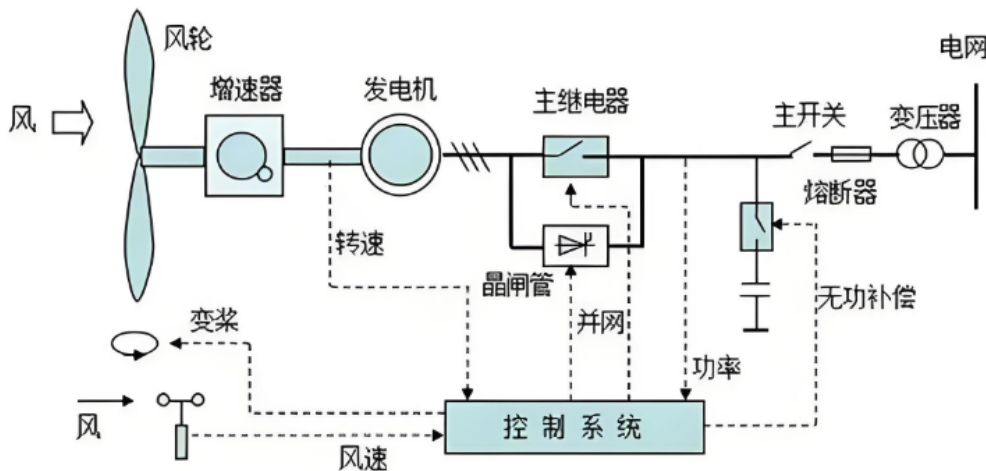 风轮
电网
增速器
发电机
主继电器
主开关
变压器
风
熔断器
转速
晶闸管
无功补偿
变桨
并网
功率
风
控制系统
风速